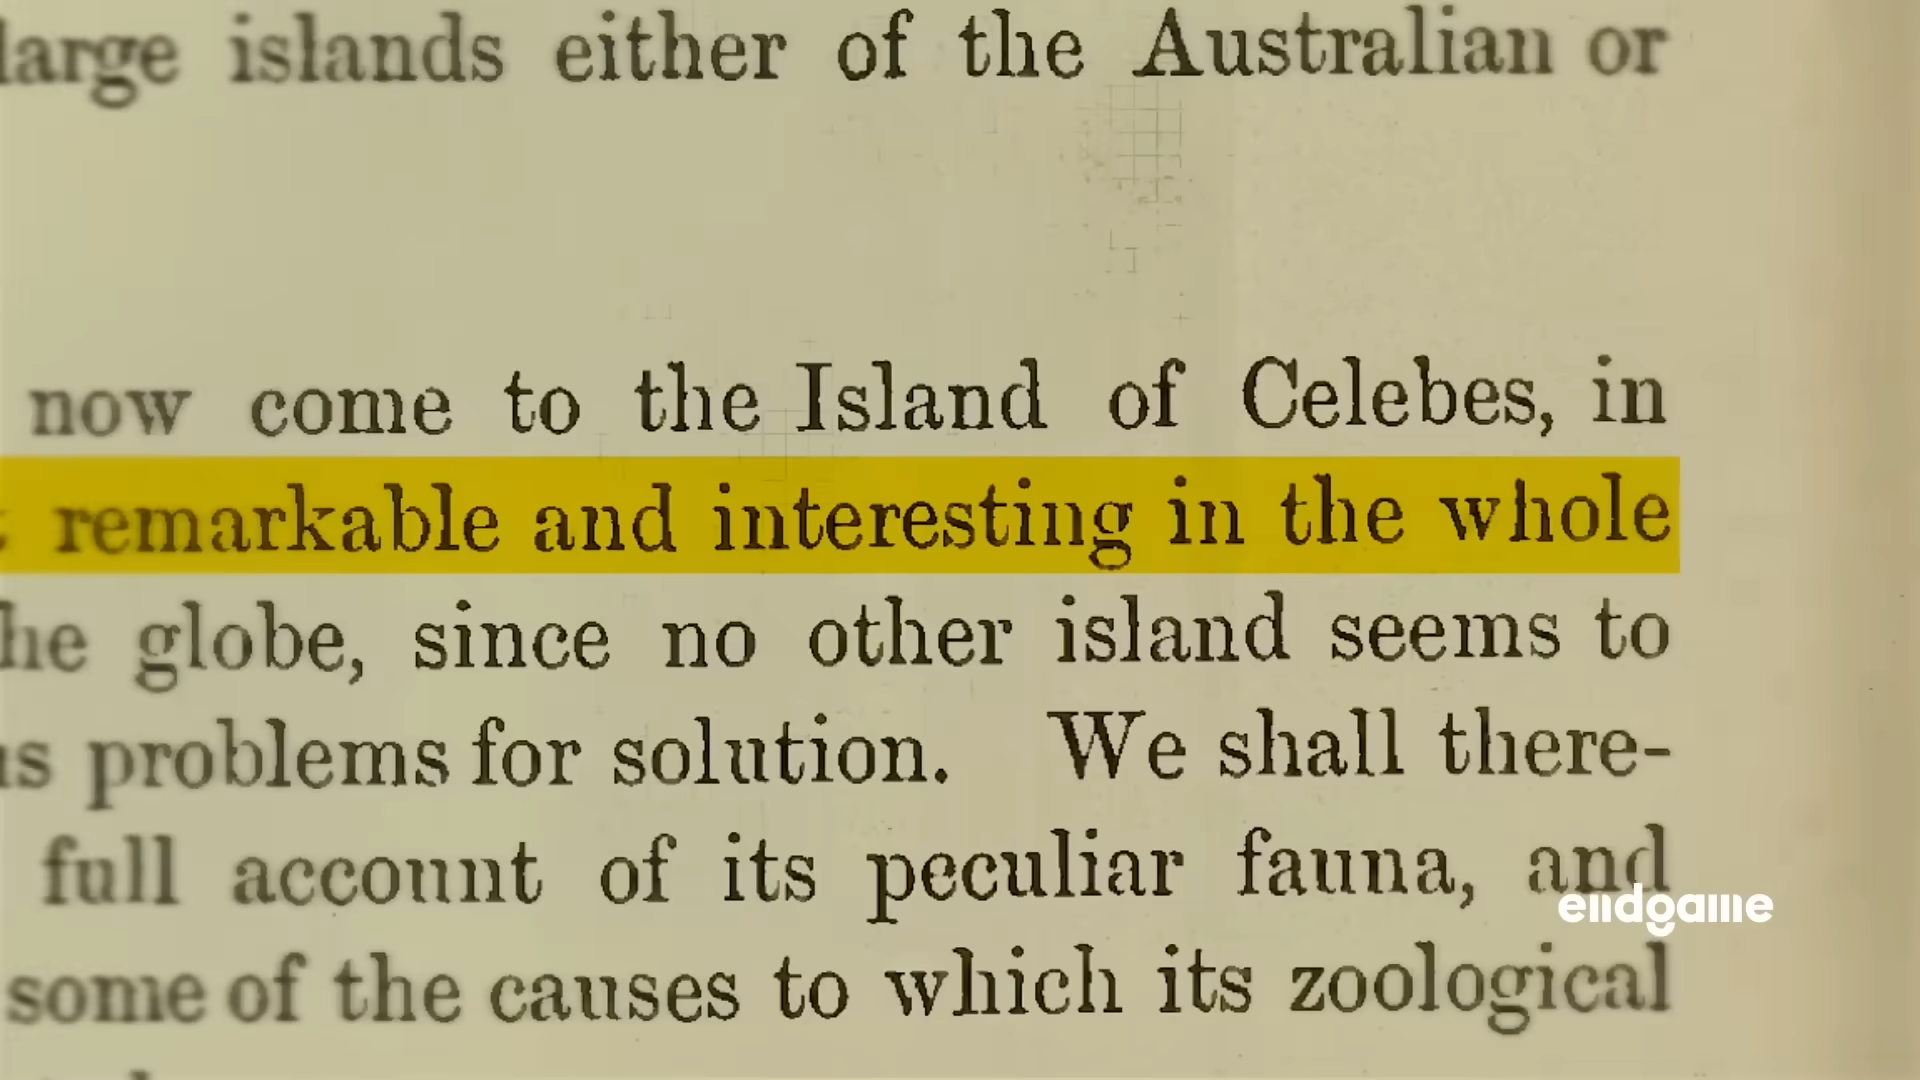 large islands either of the Australian or
now come to the Island of Celebes, in
remarkable and interesting in the whole
he globe, since no other island seems to
problems for solution. We shall there-
full account of its peculiar fauna, and
endgame
some of the causes to which its zoological